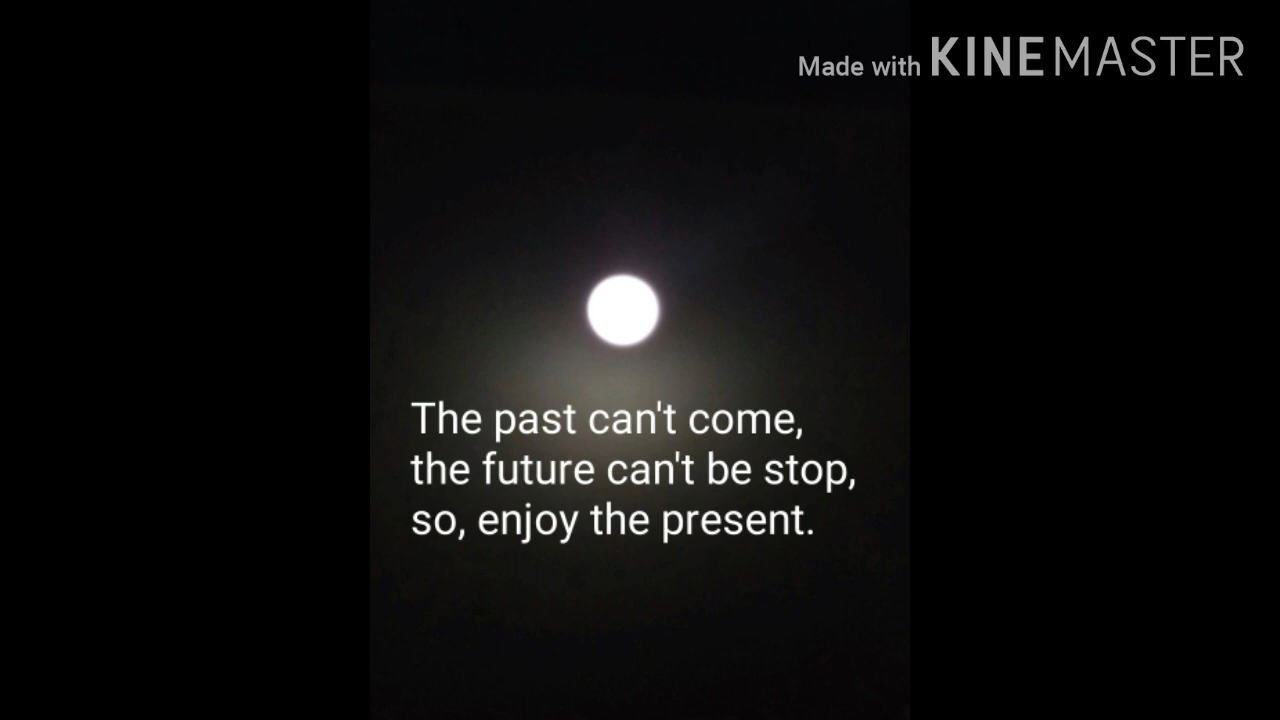 Made with KINEMASTER
The past can't come,
the future can't be stop,
so, enjoy the present.